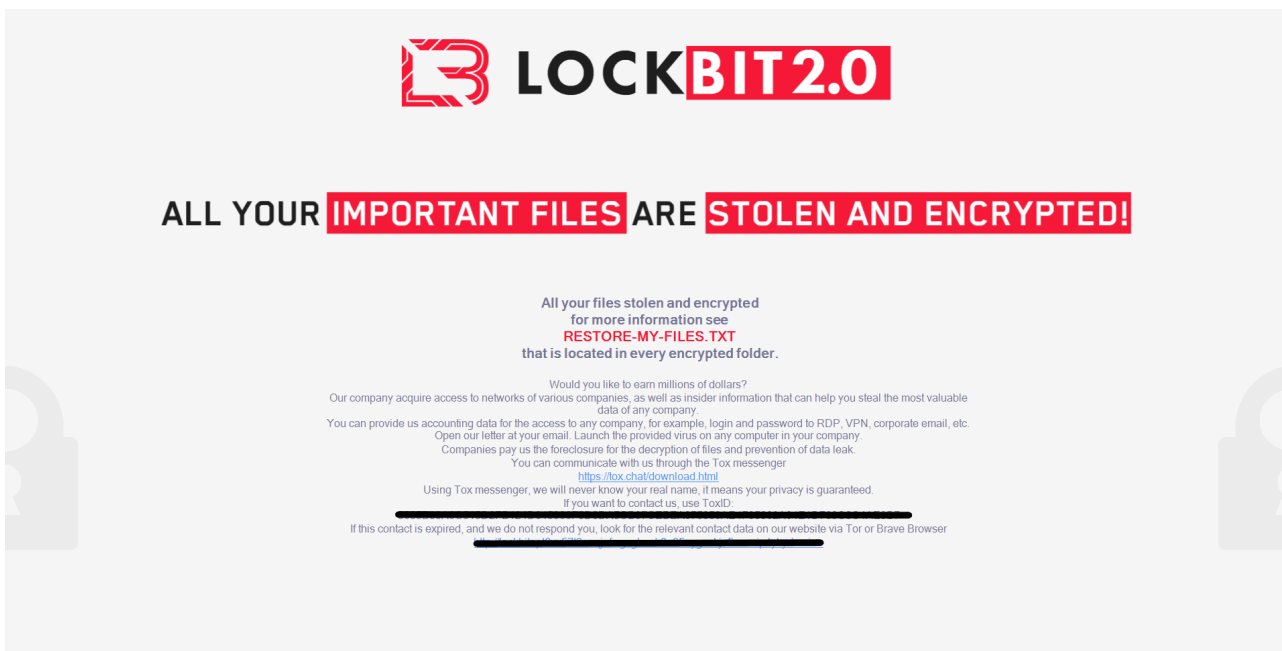 LOCKBIT 2.0
ALL YOUR IMPORTANT FILES ARE STOLEN AND ENCRYPTED!
All your files stolen and encrypted
for more information see
RESTORE-MY-FILES.TXT
that is located in every encrypted folder.
Would you like to earn millions of dollars?
Our company acquire access to networks of various companies, as well as insider information that can help you steal the most valuable
data of any company.
You can provide us accounting data for the access to any company, for example, login and password to RDP, VPN, corporate email, etc.
Open our letter at your email. Launch the provided virus on any computer in your company.
Companies pay us the foreclosure for the decryption of files and prevention of data leak.
You can communicate with us through the Tox messenger
https://tox.chat/download.html
Using Tox messenger, we will never know your real name, it means your privacy is guaranteed.
If you want to contact us, use ToxID:
If this contact is expired, and we do not respond you, look for the relevant contact data on our website via Tor or Brave Browser